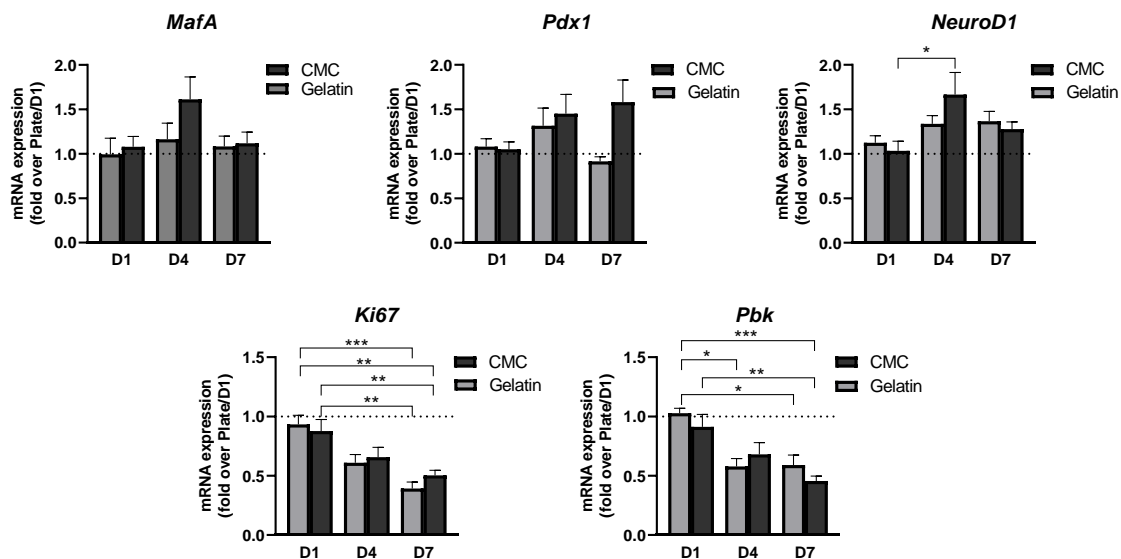 MafA
mRNA expression
(fold over Plate/D1)
2.0
1.5
1.0
0.5
0.0
D1 D4 D7
CMC
Gelatin
Pdx1
mRNA expression
(fold over Plate/D1)
2.0
1.5
1.0
0.5
0.0
D1 D4 D7
CMC
Gelatin
NeuroD1
mRNA expression
(fold over Plate/D1)
2.0
1.5
1.0
0.5
0.0
*
D1 D4 D7
CMC
Gelatin
Ki67
mRNA expression
(fold over Plate/D1)
1.5
1.0
0.5
0.0
***
**
**
**
D1 D4 D7
CMC
Gelatin
Pbk
mRNA expression
(fold over Plate/D1)
1.5
1.0
0.5
0.0
***
*
**
*
D1 D4 D7
CMC
Gelatin